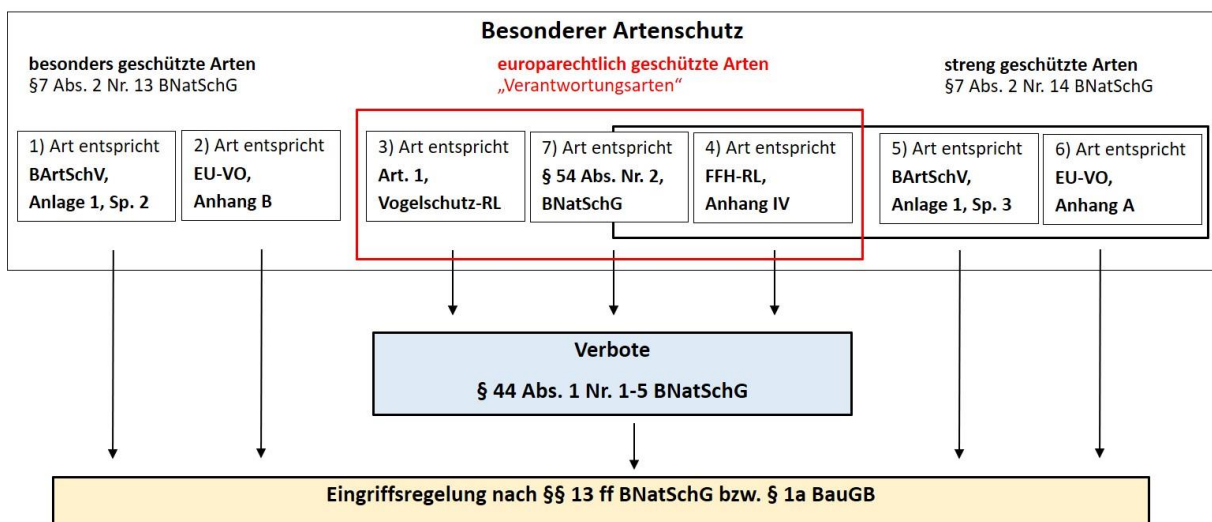 Besonderer Artenschutz
besonders geschützte Arten
§7 Abs. 2 Nr. 13 BNatSchG
europarechtlich geschützte Arten
„Verantwortungsarten“
streng geschützte Arten
§7 Abs. 2 Nr. 14 BNatSchG
1) Art entspricht
BArtSchV,
Anlage 1, Sp. 2
2) Art entspricht
EU-VO,
Anhang B
3) Art entspricht
Art. 1,
Vogelschutz-RL
7) Art entspricht
§ 54 Abs. Nr. 2,
BNatSchG
4) Art entspricht
FFH-RL,
Anhang IV
5) Art entspricht
BArtSchV,
Anlage 1, Sp. 3
6) Art entspricht
EU-VO,
Anhang A
Verbote
§ 44 Abs. 1 Nr. 1-5 BNatSchG
Eingriffsregelung nach §§ 13 ff BNatSchG bzw. § 1a BauGB